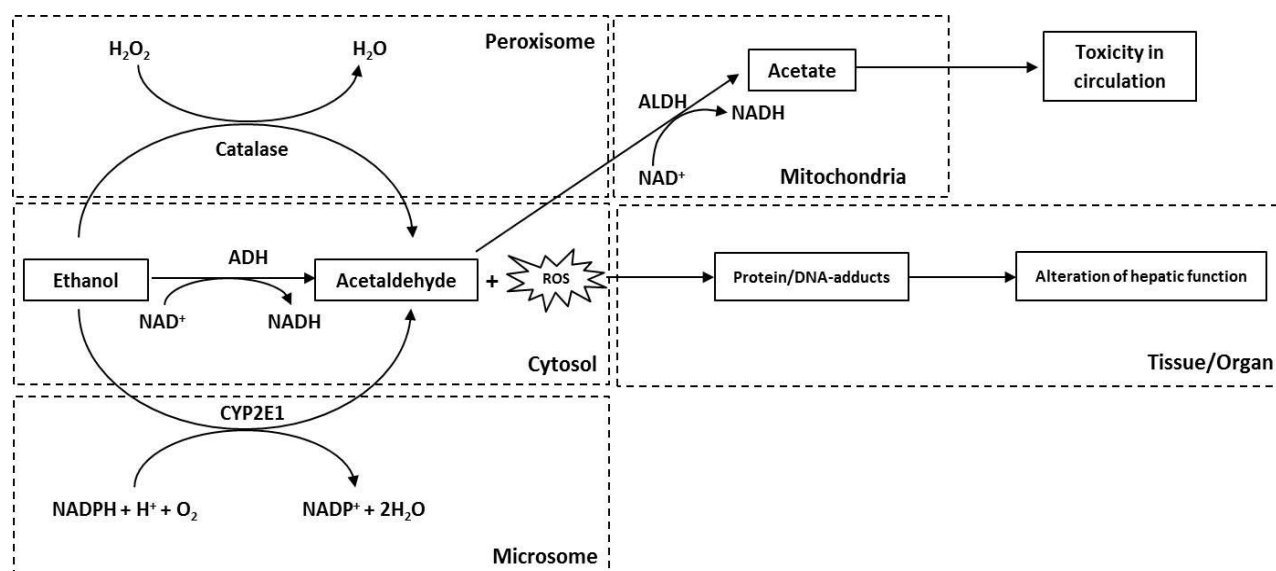 H₂O₂
H₂O
Peroxisome
Catalase
Acetate
Toxicity in
circulation
ALDH
NADH
NAD⁺
Mitochondria
Ethanol
ADH
Acetaldehyde
+
ROS
NAD⁺
NADH
Cytosol
Protein/DNA-adducts
Alteration of hepatic function
Tissue/Organ
CYP2E1
NADPH + H⁺ + O₂
NADP⁺ + 2H₂O
Microsome